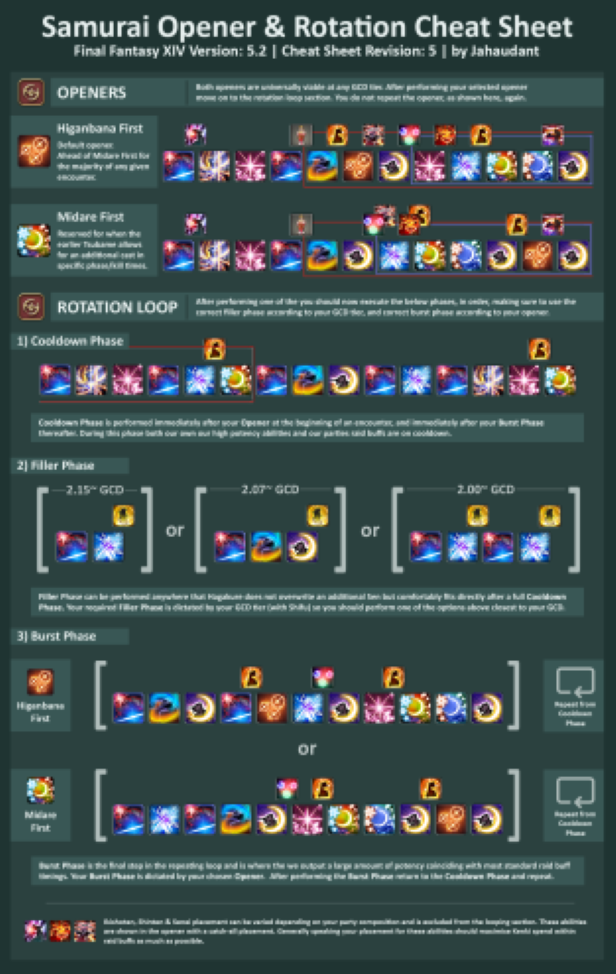 Samurai Opener & Rotation Cheat Sheet
Final Fantasy XIV Version: 5.2 | Cheat Sheet Revision: 5 | by Jahaudant
OPENERS
Both openers are universally viable at any GCD tier. After performing your selected opener
move on to the rotation loop section. You do not repeat the opener, as shown here, again.
Higanbana First
Default opener.
Ahead of Midare First for
the majority of any given
encounter.
Midare First
Reserved for when the
earlier Tsubame allows
for an additional cast in
specific phase/kill times.
ROTATION LOOP
After performing one of the you should now execute the below phases, in order, making sure to use the
correct filler phase according to your GCD tier, and correct burst phase according to your opener.
1) Cooldown Phase
Cooldown Phase is performed immediately after your Opener at the beginning of an encounter, and immediately after your Burst Phase
thereafter. During this phase both our own our high potency abilities and our parties raid buffs are on cooldown.
2) Filler Phase
2.15~ GCD
2.07~ GCD
2.00~ GCD
or
or
Filler Phase can be performed anywhere that Hagakure does not overwrite an additional Sen but comfortably fits directly after a full Cooldown
Phase. Your required Filler Phase is dictated by your GCD tier (with Shifu) so you should perform one of the options above closest to your GCD.
3) Burst Phase
Higanbana
First
Repeat from
Cooldown
Phase
or
Midare
First
Repeat from
Cooldown
Phase
Burst Phase is the final step in the repeating loop and is where the we output a large amount of potency coinciding with most standard raid buff
timings. Your Burst Phase is dictated by your chosen Opener. After performing the Burst Phase return to the Cooldown Phase and repeat.
Ikishoten, Shinten & Senei placement can be varied depending on your party composition and is excluded from the looping section. These abilities
are shown in the opener with a catch-all placement. Generally speaking your placement for these abilities should maximise Kenki spend within
raid buffs as much as possible.